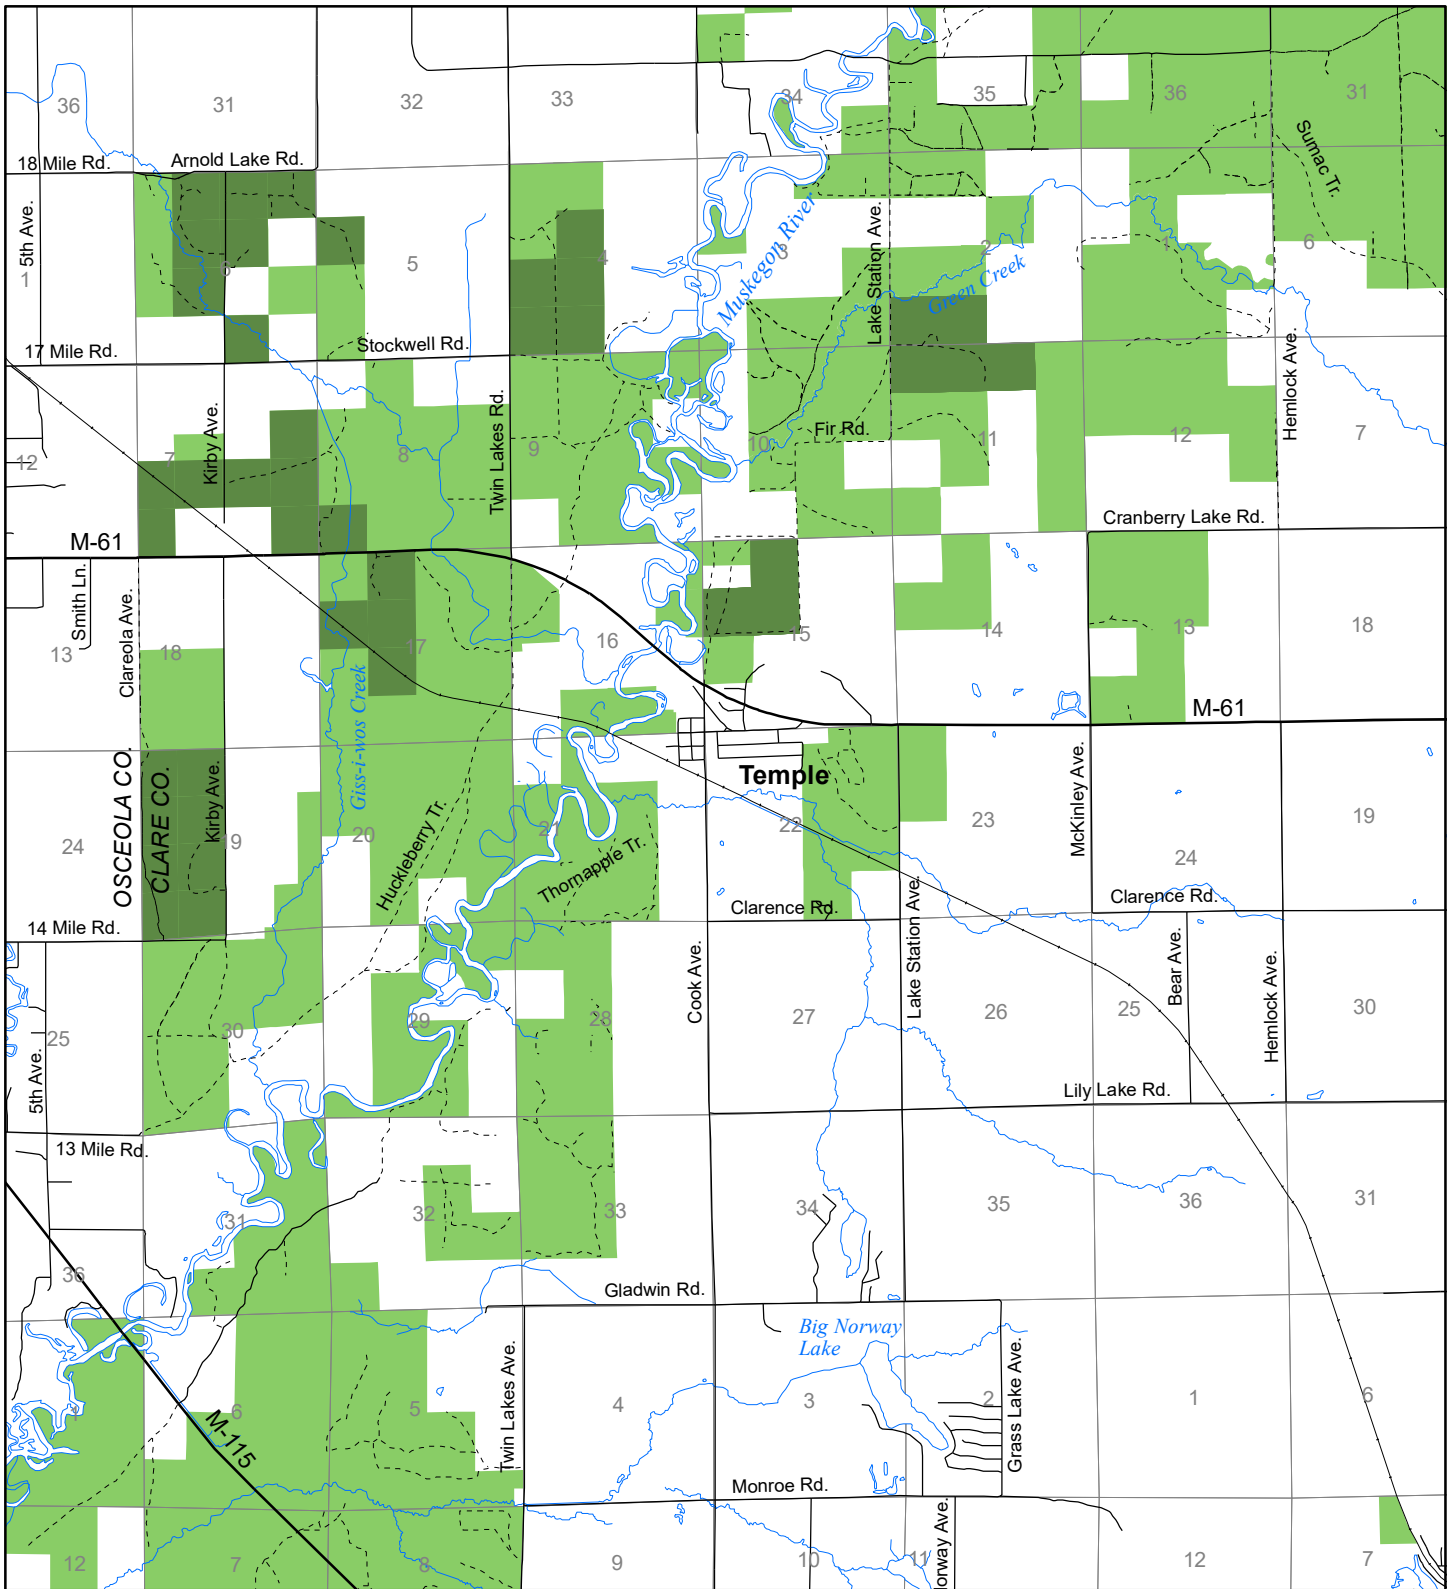 36
31
32
33
34
35
36
31
18 Mile Rd.
Arnold Lake Rd.
Sumac Tr.
5th Ave.
1
6
5
4
3
Muskegon River
Lake Station Ave.
2
Green Creek
1
6
17 Mile Rd.
Stockwell Rd.
Hemlock Ave.
12
7
Kirby Ave.
8
Twin Lakes Rd.
9
10
Fir Rd.
11
12
7
Cranberry Lake Rd.
M-61
Smith Ln.
13
Clareola Ave.
18
17
16
15
14
13
18
Giss-i-wos Creek
M-61
OSCEOLA CO.
CLARE CO.
Kirby Ave.
Temple
McKinley Ave.
24
19
20
Huckleberry Tr.
21
Thornapple Tr.
22
23
24
19
Clarence Rd.
Clarence Rd.
14 Mile Rd.
Lake Station Ave.
Cook Ave.
Bear Ave.
Hemlock Ave.
25
30
29
28
27
26
25
30
5th Ave.
Lily Lake Rd.
13 Mile Rd.
36
31
32
33
34
35
36
31
Gladwin Rd.
Big Norway
Lake
1
6
M-115
5
Twin Lakes Ave.
4
3
2
Grass Lake Ave.
1
6
Monroe Rd.
12
7
8
9
10
11
orway Ave.
12
7